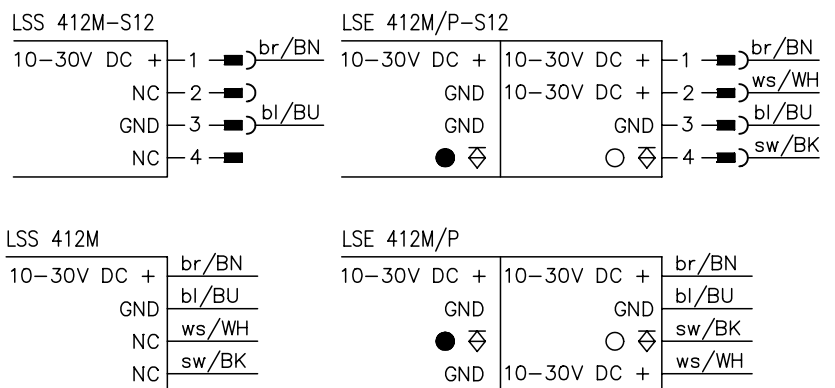 LSS 412M-S12
10-30V DC + 1 br/BN
NC 2
GND 3 bl/BU
NC 4
LSE 412M/P-S12
10-30V DC + 10-30V DC + 1 br/BN
GND 10-30V DC + 2 ws/WH
GND GND 3 bl/BU
4 sw/BK
LSS 412M
10-30V DC + br/BN
GND bl/BU
NC ws/WH
NC sw/BK
LSE 412M/P
10-30V DC + 10-30V DC + br/BN
GND GND bl/BU
sw/BK
GND 10-30V DC + ws/WH